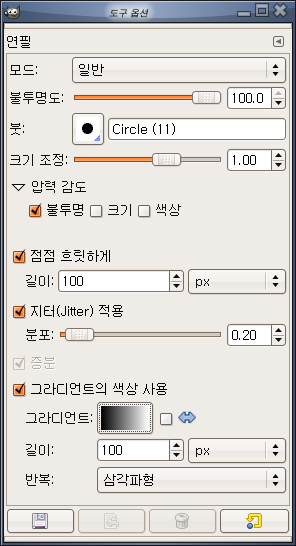 도구 옵션
연필
모드: 일반
불투명도: 100.0
붓: Circle (11)
크기 조정: 1.00
압력 감도
불투명 크기 색상
점점 흐릿하게
길이: 100 px
지터(Jitter) 적용
분포: 0.20
증분
그라디언트의 색상 사용
그라디언트:
길이: 100 px
반복: 삼각파형